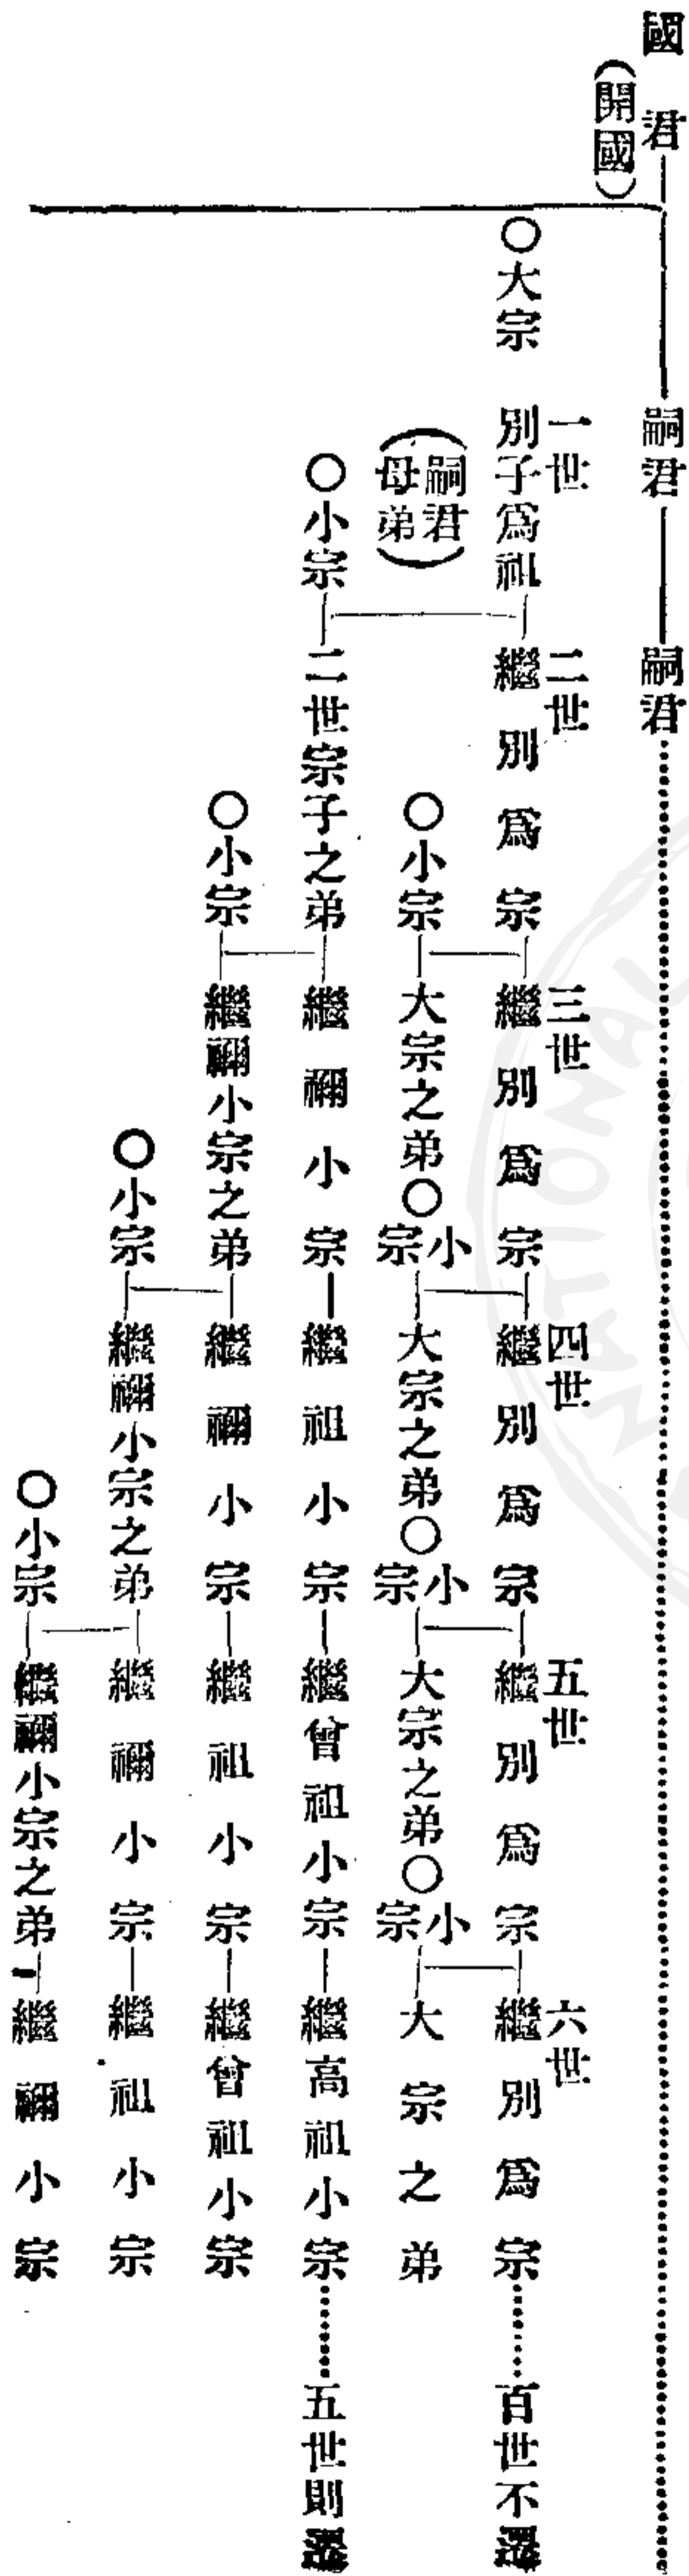 國君
(開國)
嗣君
嗣君
一世
二世
三世
四世
五世
六世
○大宗
別子爲祖
繼別爲宗
繼別爲宗
繼別爲宗
繼別爲宗
繼別爲宗
百世不遷
(嗣君
母弟)
○小宗
大宗之弟
○小宗
大宗之弟
○小宗
大宗之弟
○小宗
大宗之弟
○小宗
二世宗子之弟
繼禰小宗
繼祖小宗
繼曾祖小宗
繼高祖小宗
五世則遷
○小宗
繼禰小宗之弟
繼禰小宗
繼祖小宗
繼曾祖小宗
○小宗
繼禰小宗之弟
繼禰小宗
繼祖小宗
○小宗
繼禰小宗之弟
繼禰小宗
NATIONAL